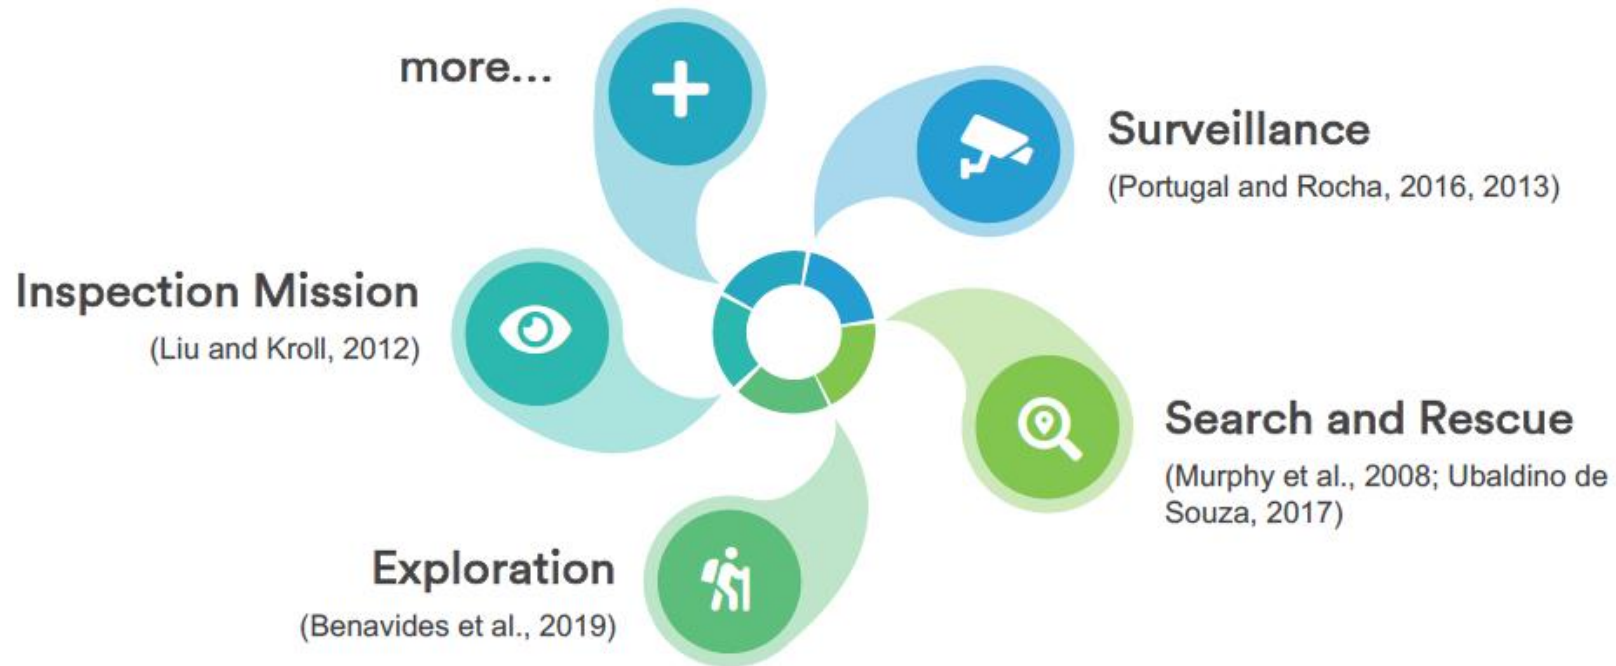 more...
Surveillance
(Portugal and Rocha, 2016, 2013)
Inspection Mission
(Liu and Kroll, 2012)
Search and Rescue
(Murphy et al., 2008; Ubaldino de
Souza, 2017)
Exploration
(Benavides et al., 2019)